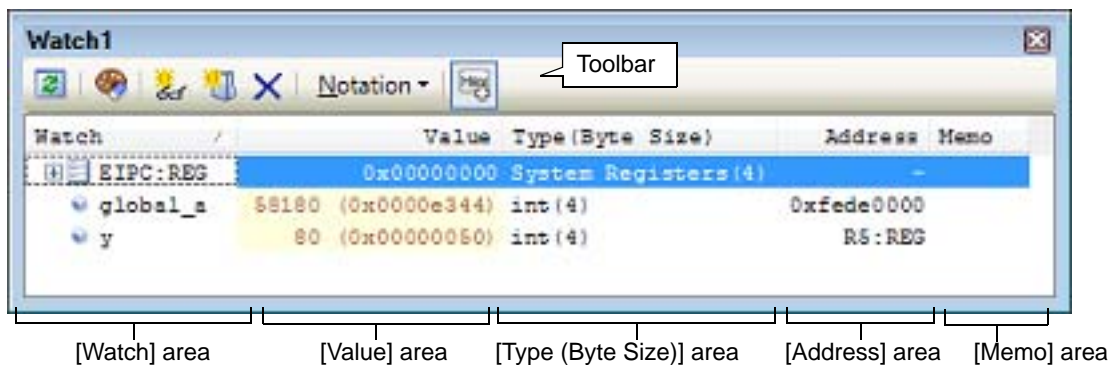 Watch1
Toolbar
Notation
Hex
Watch Value Type(Byte Size) Address Memo
EIPC:REG 0x00000000 System Registers(4) -
global_a 58180 (0x0000e344) int(4) 0xfede0000
y 80 (0x00000050) int(4) R5:REG
[Watch] area [Value] area [Type (Byte Size)] area [Address] area [Memo] area